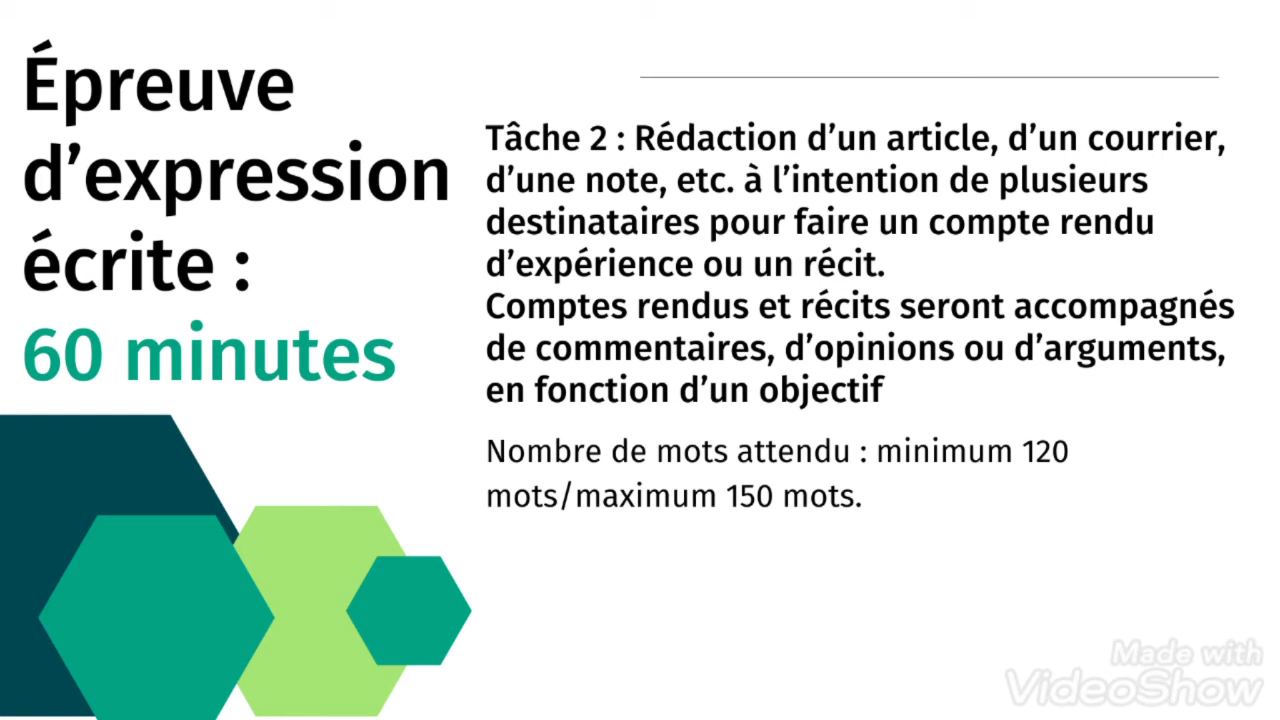 Épreuve
d’expression
écrite :
60 minutes
Tâche 2 : Rédaction d’un article, d’un courrier,
d’une note, etc. à l’intention de plusieurs
destinataires pour faire un compte rendu
d’expérience ou un récit.
Comptes rendus et récits seront accompagnés
de commentaires, d’opinions ou d’arguments,
en fonction d’un objectif
Nombre de mots attendu : minimum 120
mots/maximum 150 mots.
Made with
VideoShow